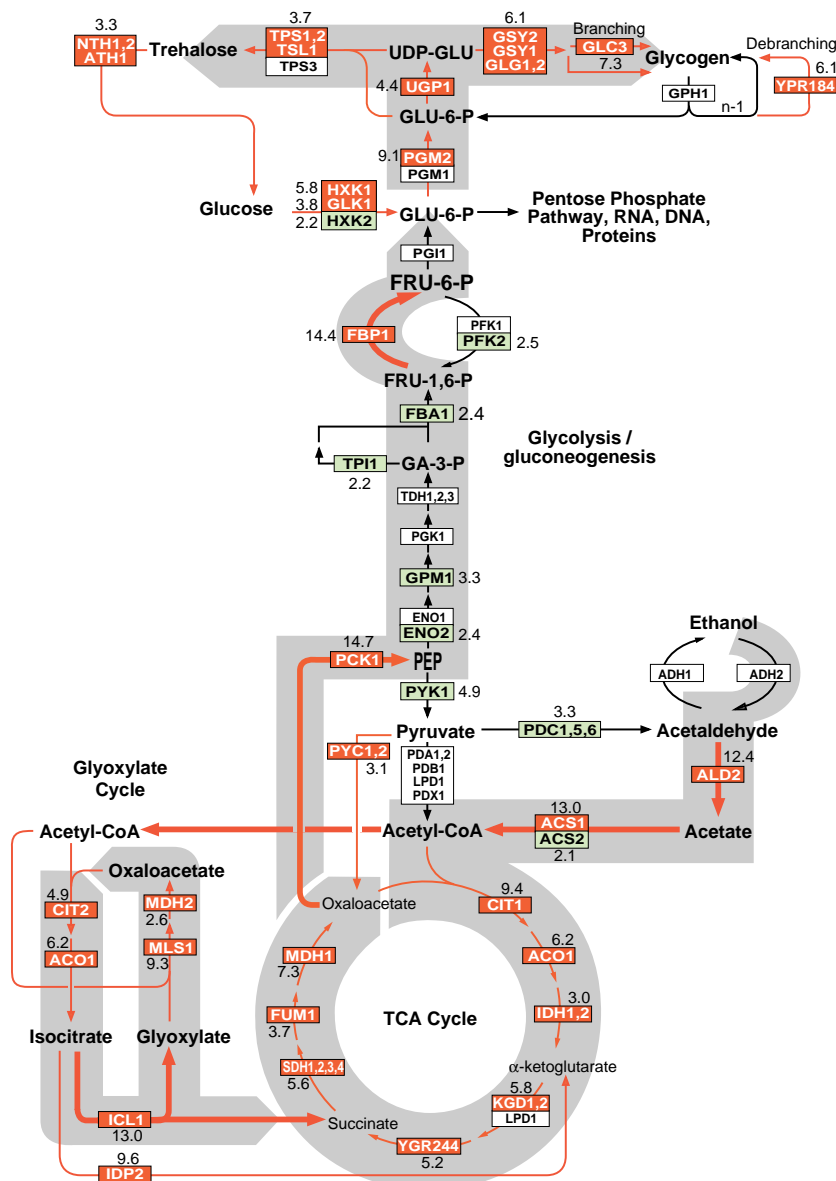 3.3
NTH1,2
ATH1
Trehalose
3.7
TPS1,2
TSL1
TPS3
UDP-GLU
6.1
GSY2
GSY1
GLG1,2
Branching
GLC3
7.3
Glycogen
Debranching
6.1
YPR184
GPH1
n-1
4.4
UGP1
GLU-6-P
9.1
PGM2
PGM1
Glucose
5.8
HXK1
3.8
GLK1
2.2
HXK2
GLU-6-P
Pentose Phosphate
Pathway, RNA, DNA,
Proteins
PGI1
FRU-6-P
14.4
FBP1
PFK1
PFK2
2.5
FRU-1,6-P
FBA1
2.4
Glycolysis /
gluconeogenesis
TPI1
2.2
GA-3-P
TDH1,2,3
PGK1
GPM1
3.3
ENO1
ENO2
2.4
14.7
PCK1
PEP
PYK1
4.9
Ethanol
ADH1
ADH2
Pyruvate
3.3
PDC1,5,6
Acetaldehyde
PYC1,2
3.1
PDA1,2
PDB1
LPD1
PDX1
12.4
ALD2
Glyoxylate
Cycle
Acetyl-CoA
Acetyl-CoA
13.0
ACS1
ACS2
2.1
Acetate
Oxaloacetate
4.9
CIT2
MDH2
2.6
6.2
ACO1
MLS1
9.3
Isocitrate
Glyoxylate
ICL1
13.0
9.6
IDP2
Oxaloacetate
9.4
CIT1
MDH1
7.3
6.2
ACO1
FUM1
3.7
TCA Cycle
3.0
IDH1,2
SDH1,2,3,4
5.6
α-ketoglutarate
5.8
KGD1,2
LPD1
Succinate
YGR244
5.2